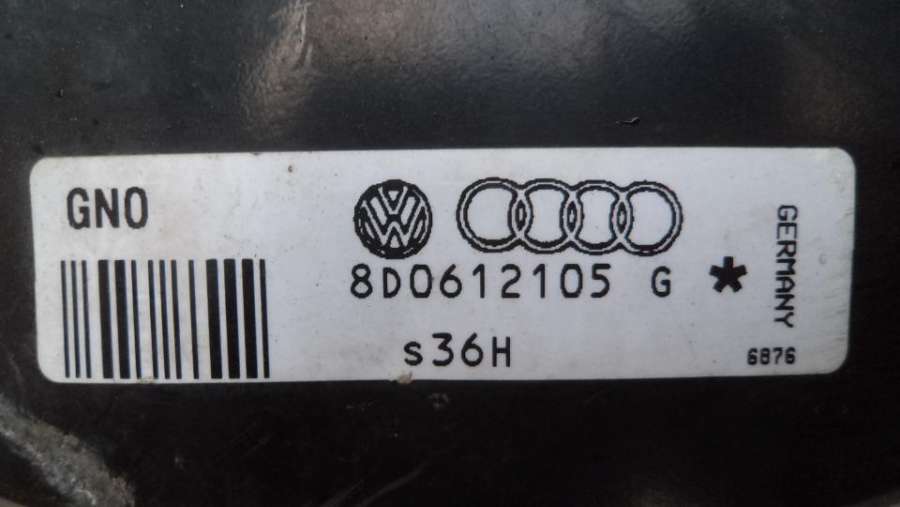 GNO
8D0612105 G *
s36H
GERMANY
6876